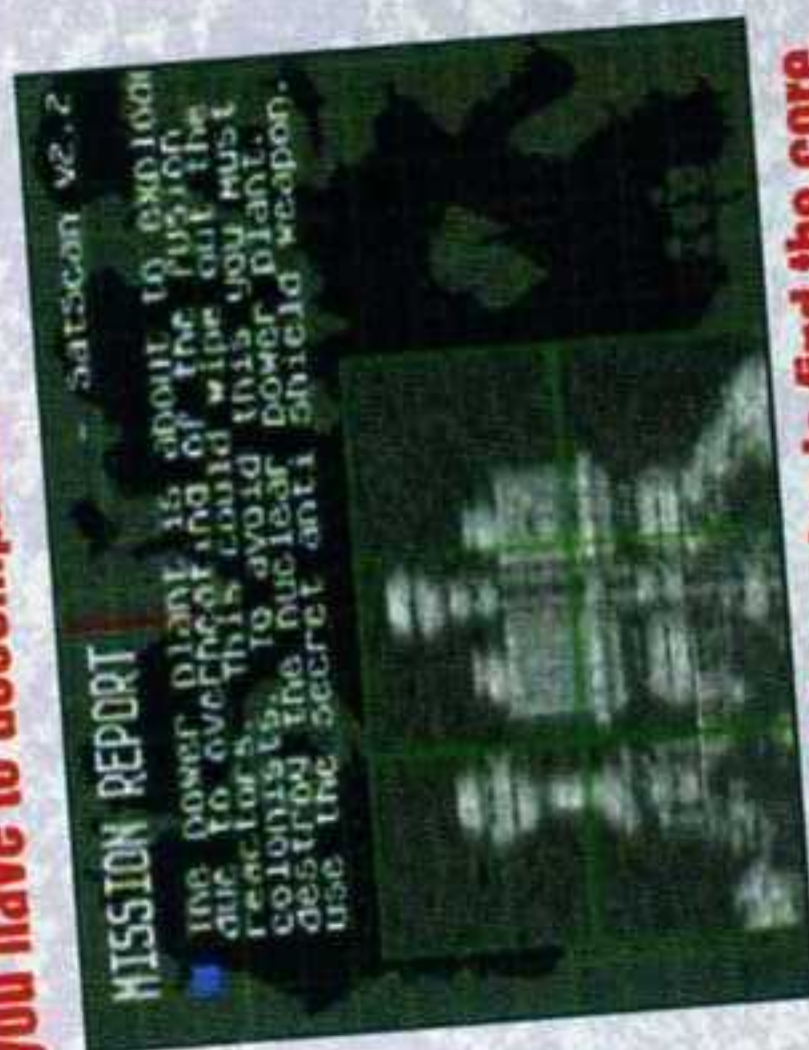 you have to accomp
MISSION REPORT - satscan v2.2
The power plant is about to explode
due to overheating of the fusion
reactors. This could wipe out the
colonists. To avoid this you must
destroy the nuclear power plant.
use the secret anti shield weapon.
find the core